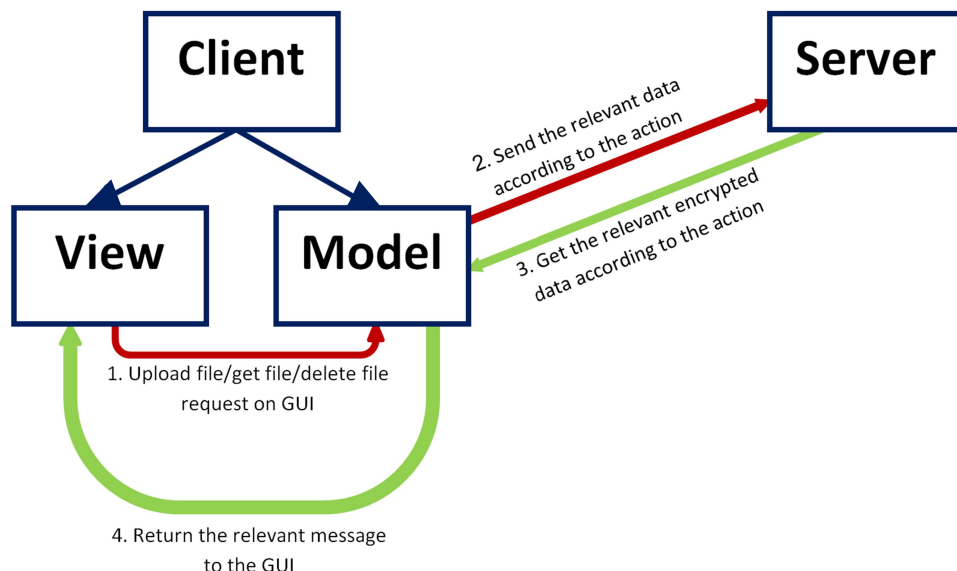 Client
Server
2. Send the relevant data
according to the action
View
Model
3. Get the relevant encrypted
data according to the action
1. Upload file/get file/delete file
request on GUI
4. Return the relevant message
to the GUI